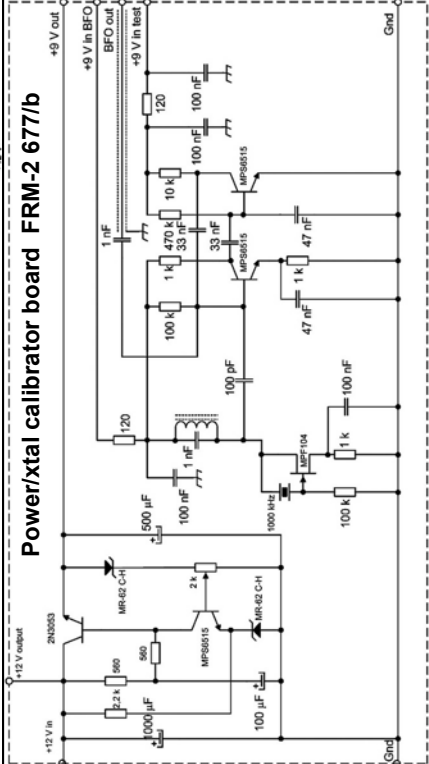 Power/xtal calibrator board FRM-2 677/b
+9 V out
+9 V in BFO
BFO out
+9 V in test
Gnd
+12 V output
+12 V in
Gnd
2N3053
MR-62 C-H
500 µF
2 k
MPS6515
MR-62 C-H
560
560
2,2 k
1000 µF
100 µF
120
100 nF
1 nF
1000 kHz
MPF104
100 k
1 k
100 nF
100 pF
1 nF
100 k
1 k
470 k
33 nF
33 nF
10 k
MPS6515
MPS6515
47 nF
1 k
47 nF
120
100 nF
100 nF